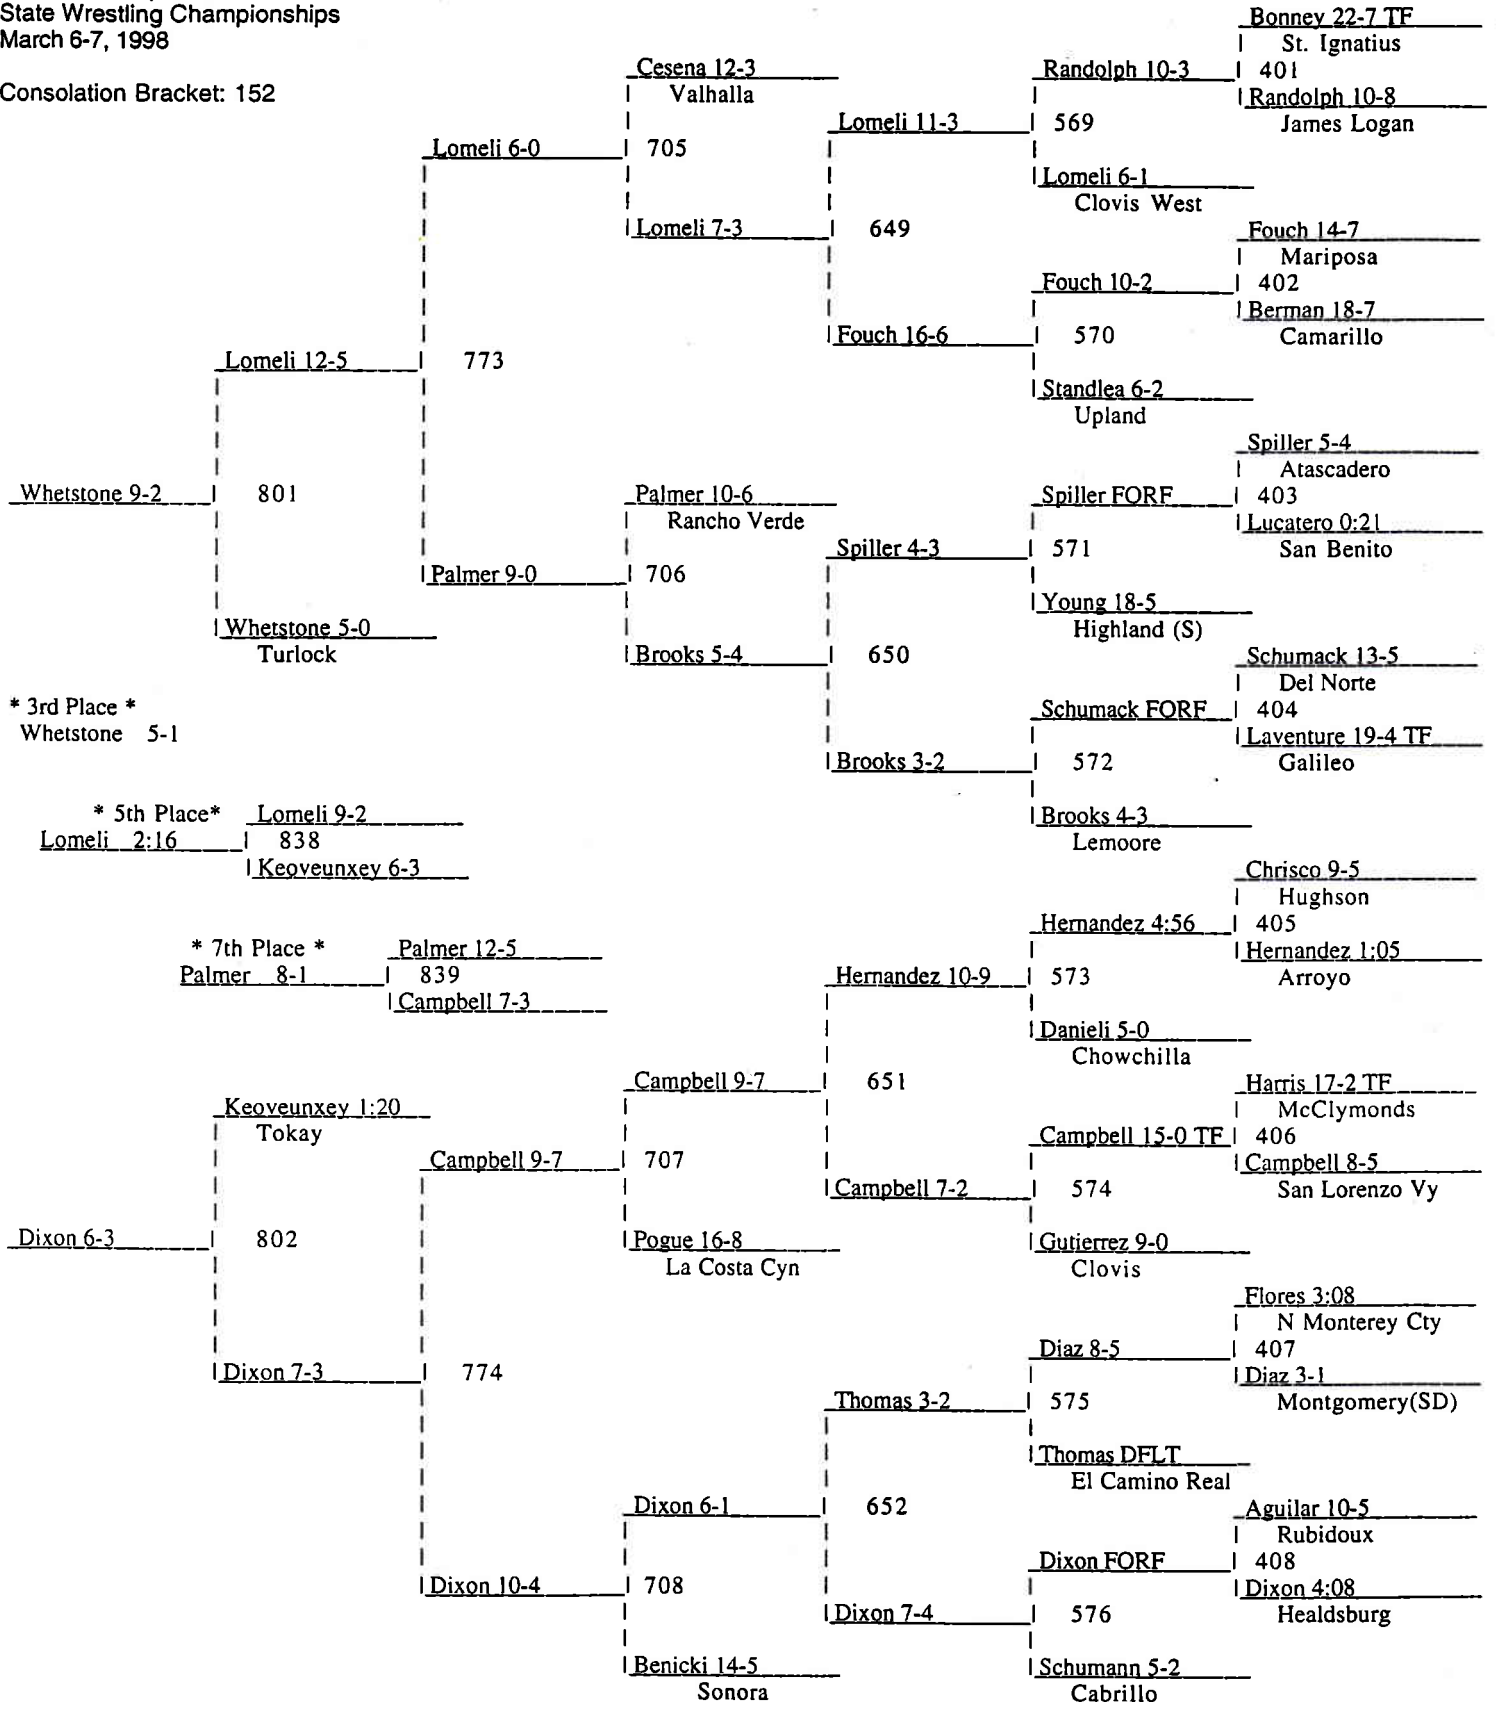 State Wrestling Championships
March 6-7, 1998
Consolation Bracket: 152
Bonney 22-7 TF
St. Ignatius
Randolph 10-3
401
Randolph 10-8
James Logan
Cesena 12-3
Valhalla
Lomeli 11-3
569
Lomeli 6-0
705
Lomeli 6-1
Clovis West
Lomeli 7-3
649
Fouch 14-7
Mariposa
Fouch 10-2
402
Berman 18-7
Camarillo
Fouch 16-6
570
Lomeli 12-5
773
Standlea 6-2
Upland
Spiller 5-4
Atascadero
Whetstone 9-2
801
Palmer 10-6
Rancho Verde
Spiller FORF
403
Lucatero 0:21
San Benito
Spiller 4-3
571
Palmer 9-0
706
Young 18-5
Highland (S)
Whetstone 5-0
Turlock
Brooks 5-4
650
Schumack 13-5
Del Norte
* 3rd Place *
Whetstone 5-1
Schumack FORF
404
Laventure 19-4 TF
Galileo
Brooks 3-2
572
* 5th Place*
Lomeli 9-2
Lomeli 2:16
838
Keoveunxey 6-3
Brooks 4-3
Lemoore
Chrisco 9-5
Hughson
Hernandez 4:56
405
Hernandez 1:05
Arroyo
* 7th Place *
Palmer 12-5
Palmer 8-1
839
Campbell 7-3
Hernandez 10-9
573
Danieli 5-0
Chowchilla
Campbell 9-7
651
Harris 17-2 TF
McClymonds
Keoveunxey 1:20
Tokay
Campbell 15-0 TF
406
Campbell 8-5
San Lorenzo Vy
Campbell 9-7
707
Campbell 7-2
574
Dixon 6-3
802
Pogue 16-8
La Costa Cyn
Gutierrez 9-0
Clovis
Flores 3:08
N Monterey Cty
Diaz 8-5
407
Diaz 3-1
Montgomery(SD)
Dixon 7-3
774
Thomas 3-2
575
Thomas DFLT
El Camino Real
Dixon 6-1
652
Aguilar 10-5
Rubidoux
Dixon FORF
408
Dixon 4:08
Healdsburg
Dixon 10-4
708
Dixon 7-4
576
Benicki 14-5
Sonora
Schumann 5-2
Cabrillo